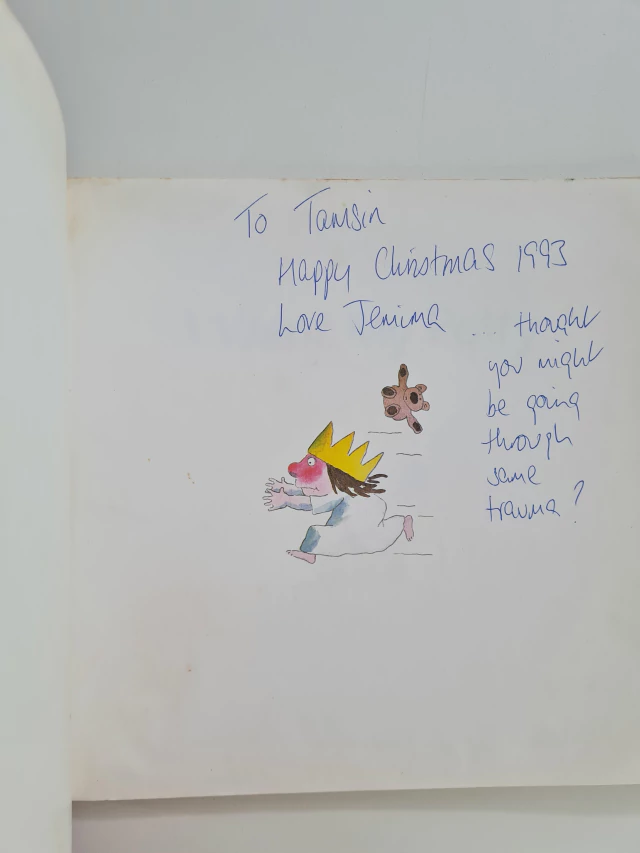 To Tamsin
Happy Christmas 1993
Love Jemima ... thought
you might
be going
through
same
trauma?